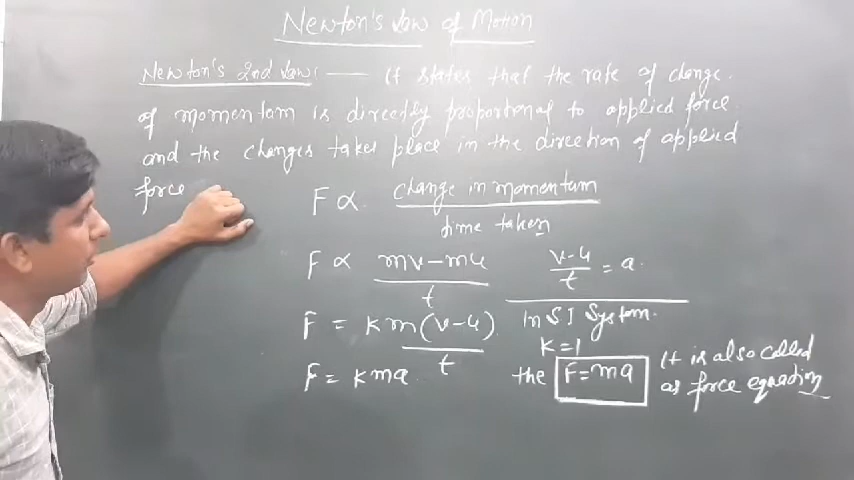 Newton's law of Motion
Newton's 2nd law: — It states that the rate of change.
of momentum is directly proportional to applied force
and the changes takes place in the direction of applied
force
F ∝ change in momentum / time taken
F ∝ mv-mu / t
v-u / t = a.
F = km(v-u) / t
In SI System.
K=1
F = kma
the F=ma
It is also called
as force equation